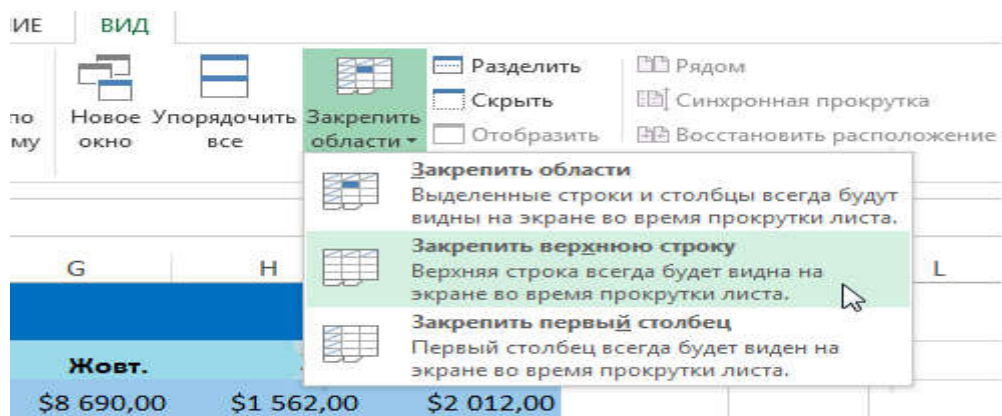 ИЕ ВИД
по Новое Упорядочить Закрепить
му окно все области
Разделить
Скрыть
Отобразить
Рядом
Синхронная прокрутка
Восстановить расположение
Закрепить области
Выделенные строки и столбцы всегда будут
видны на экране во время прокрутки листа.
Закрепить верхнюю строку
Верхняя строка всегда будет видна на
экране во время прокрутки листа.
Закрепить первый столбец
Первый столбец всегда будет виден на
экране во время прокрутки листа.
G H L
Жовт.
$8 690,00 $1 562,00 $2 012,00